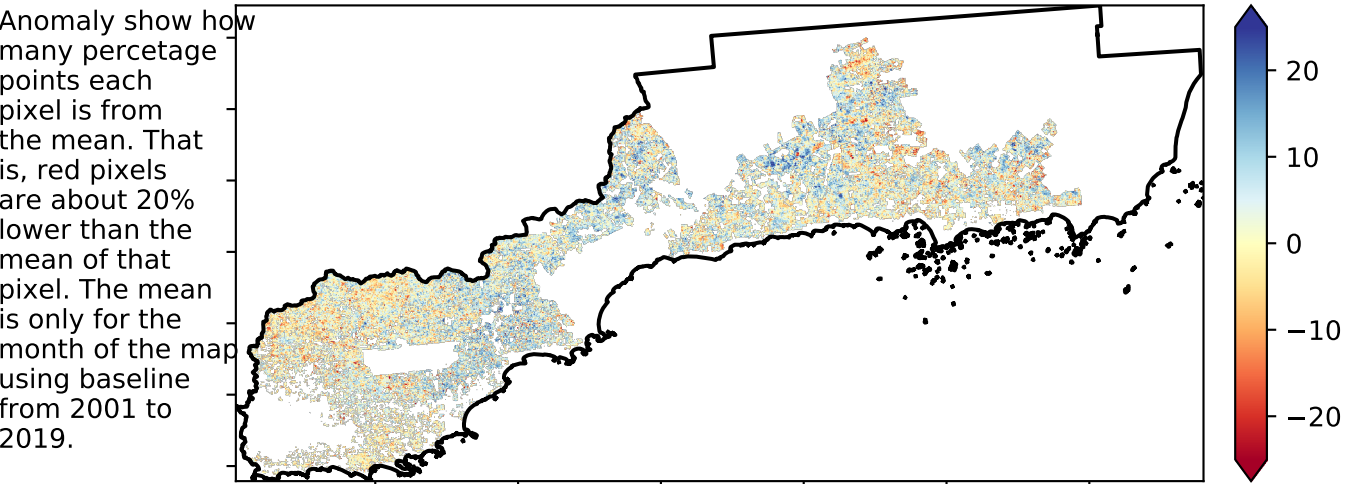 Anomaly show how
many percetage
points each
pixel is from
the mean. That
is, red pixels
are about 20%
lower than the
mean of that
pixel. The mean
is only for the
month of the map
using baseline
from 2001 to
2019.
20
10
0
−10
−20